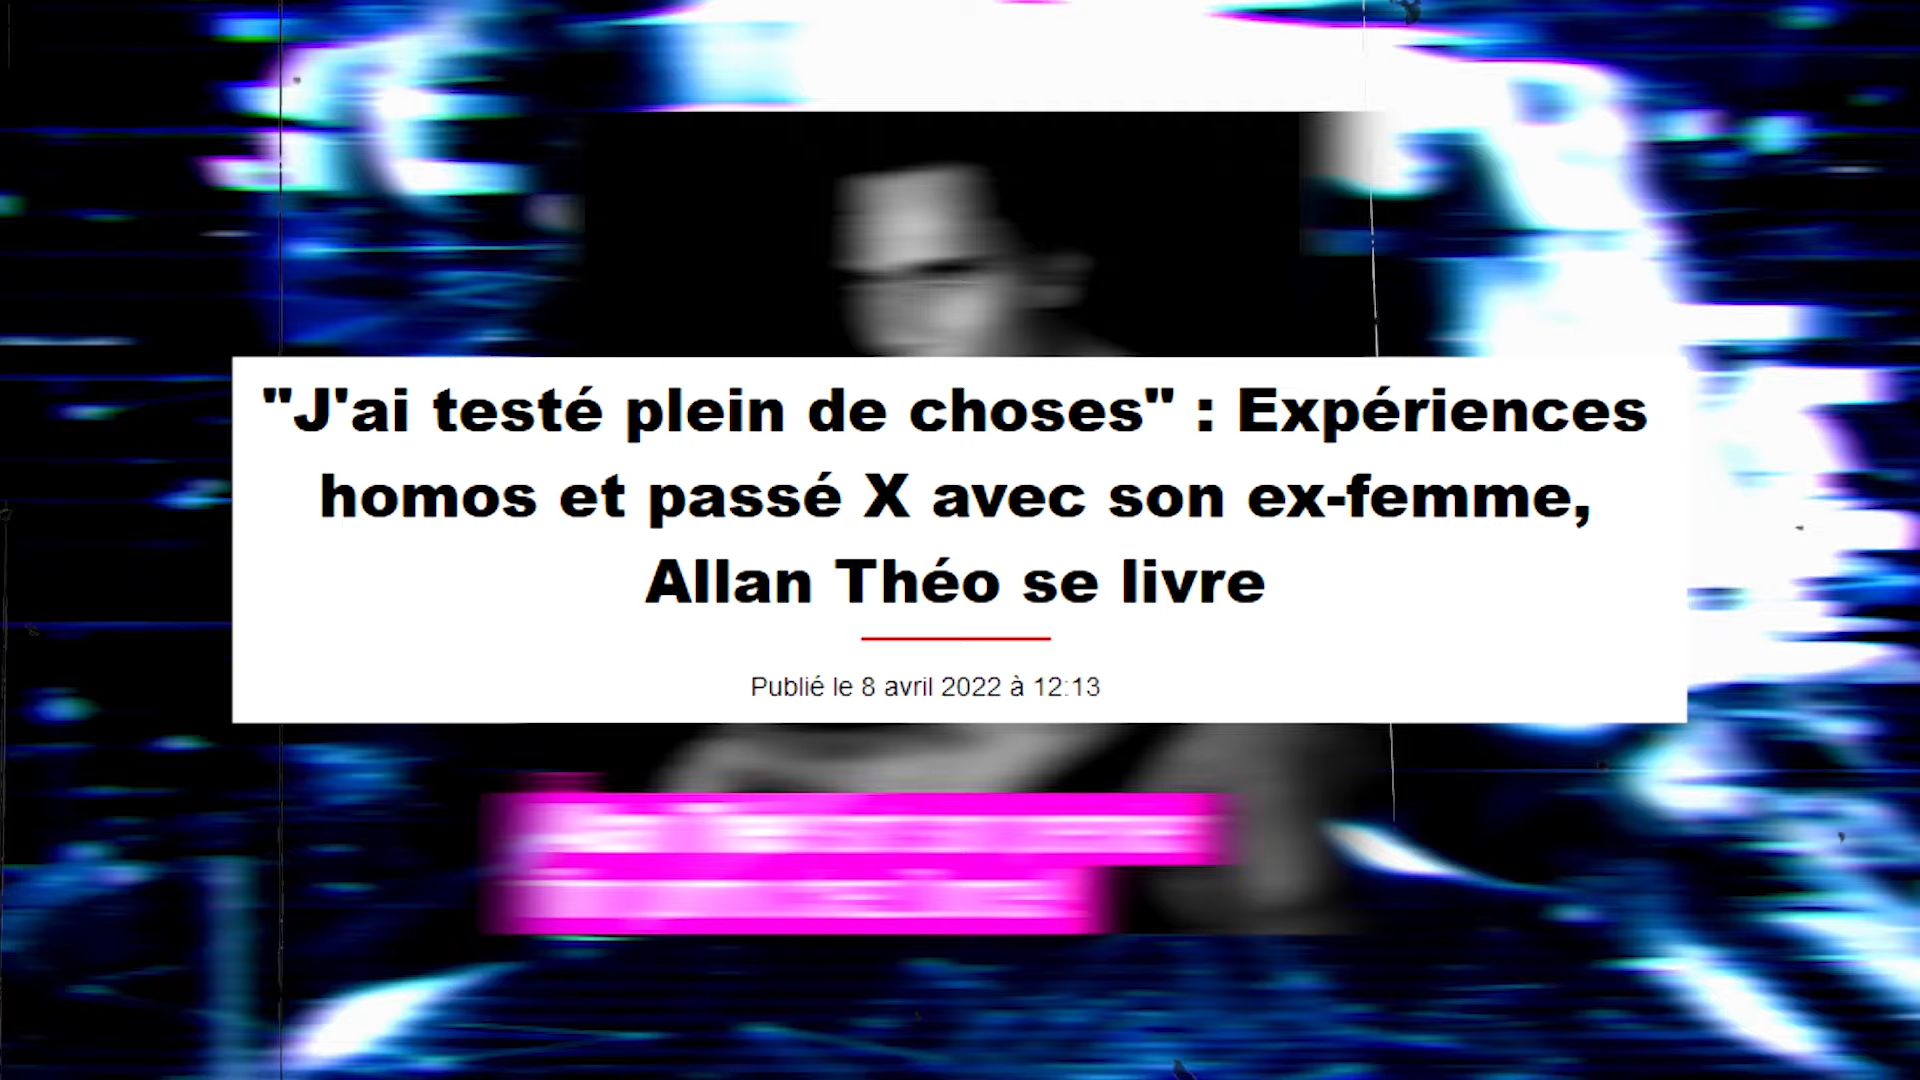 "J'ai testé plein de choses" : Expériences
homos et passé X avec son ex-femme,
Allan Théo se livre
Publié le 8 avril 2022 à 12:13